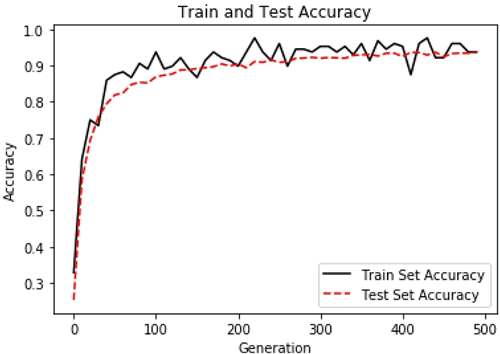 Train and Test Accuracy
1.0
0.9
0.8
0.7
0.6
0.5
0.4
0.3
Accuracy
Train Set Accuracy
Test Set Accuracy
0 100 200 300 400 500
Generation